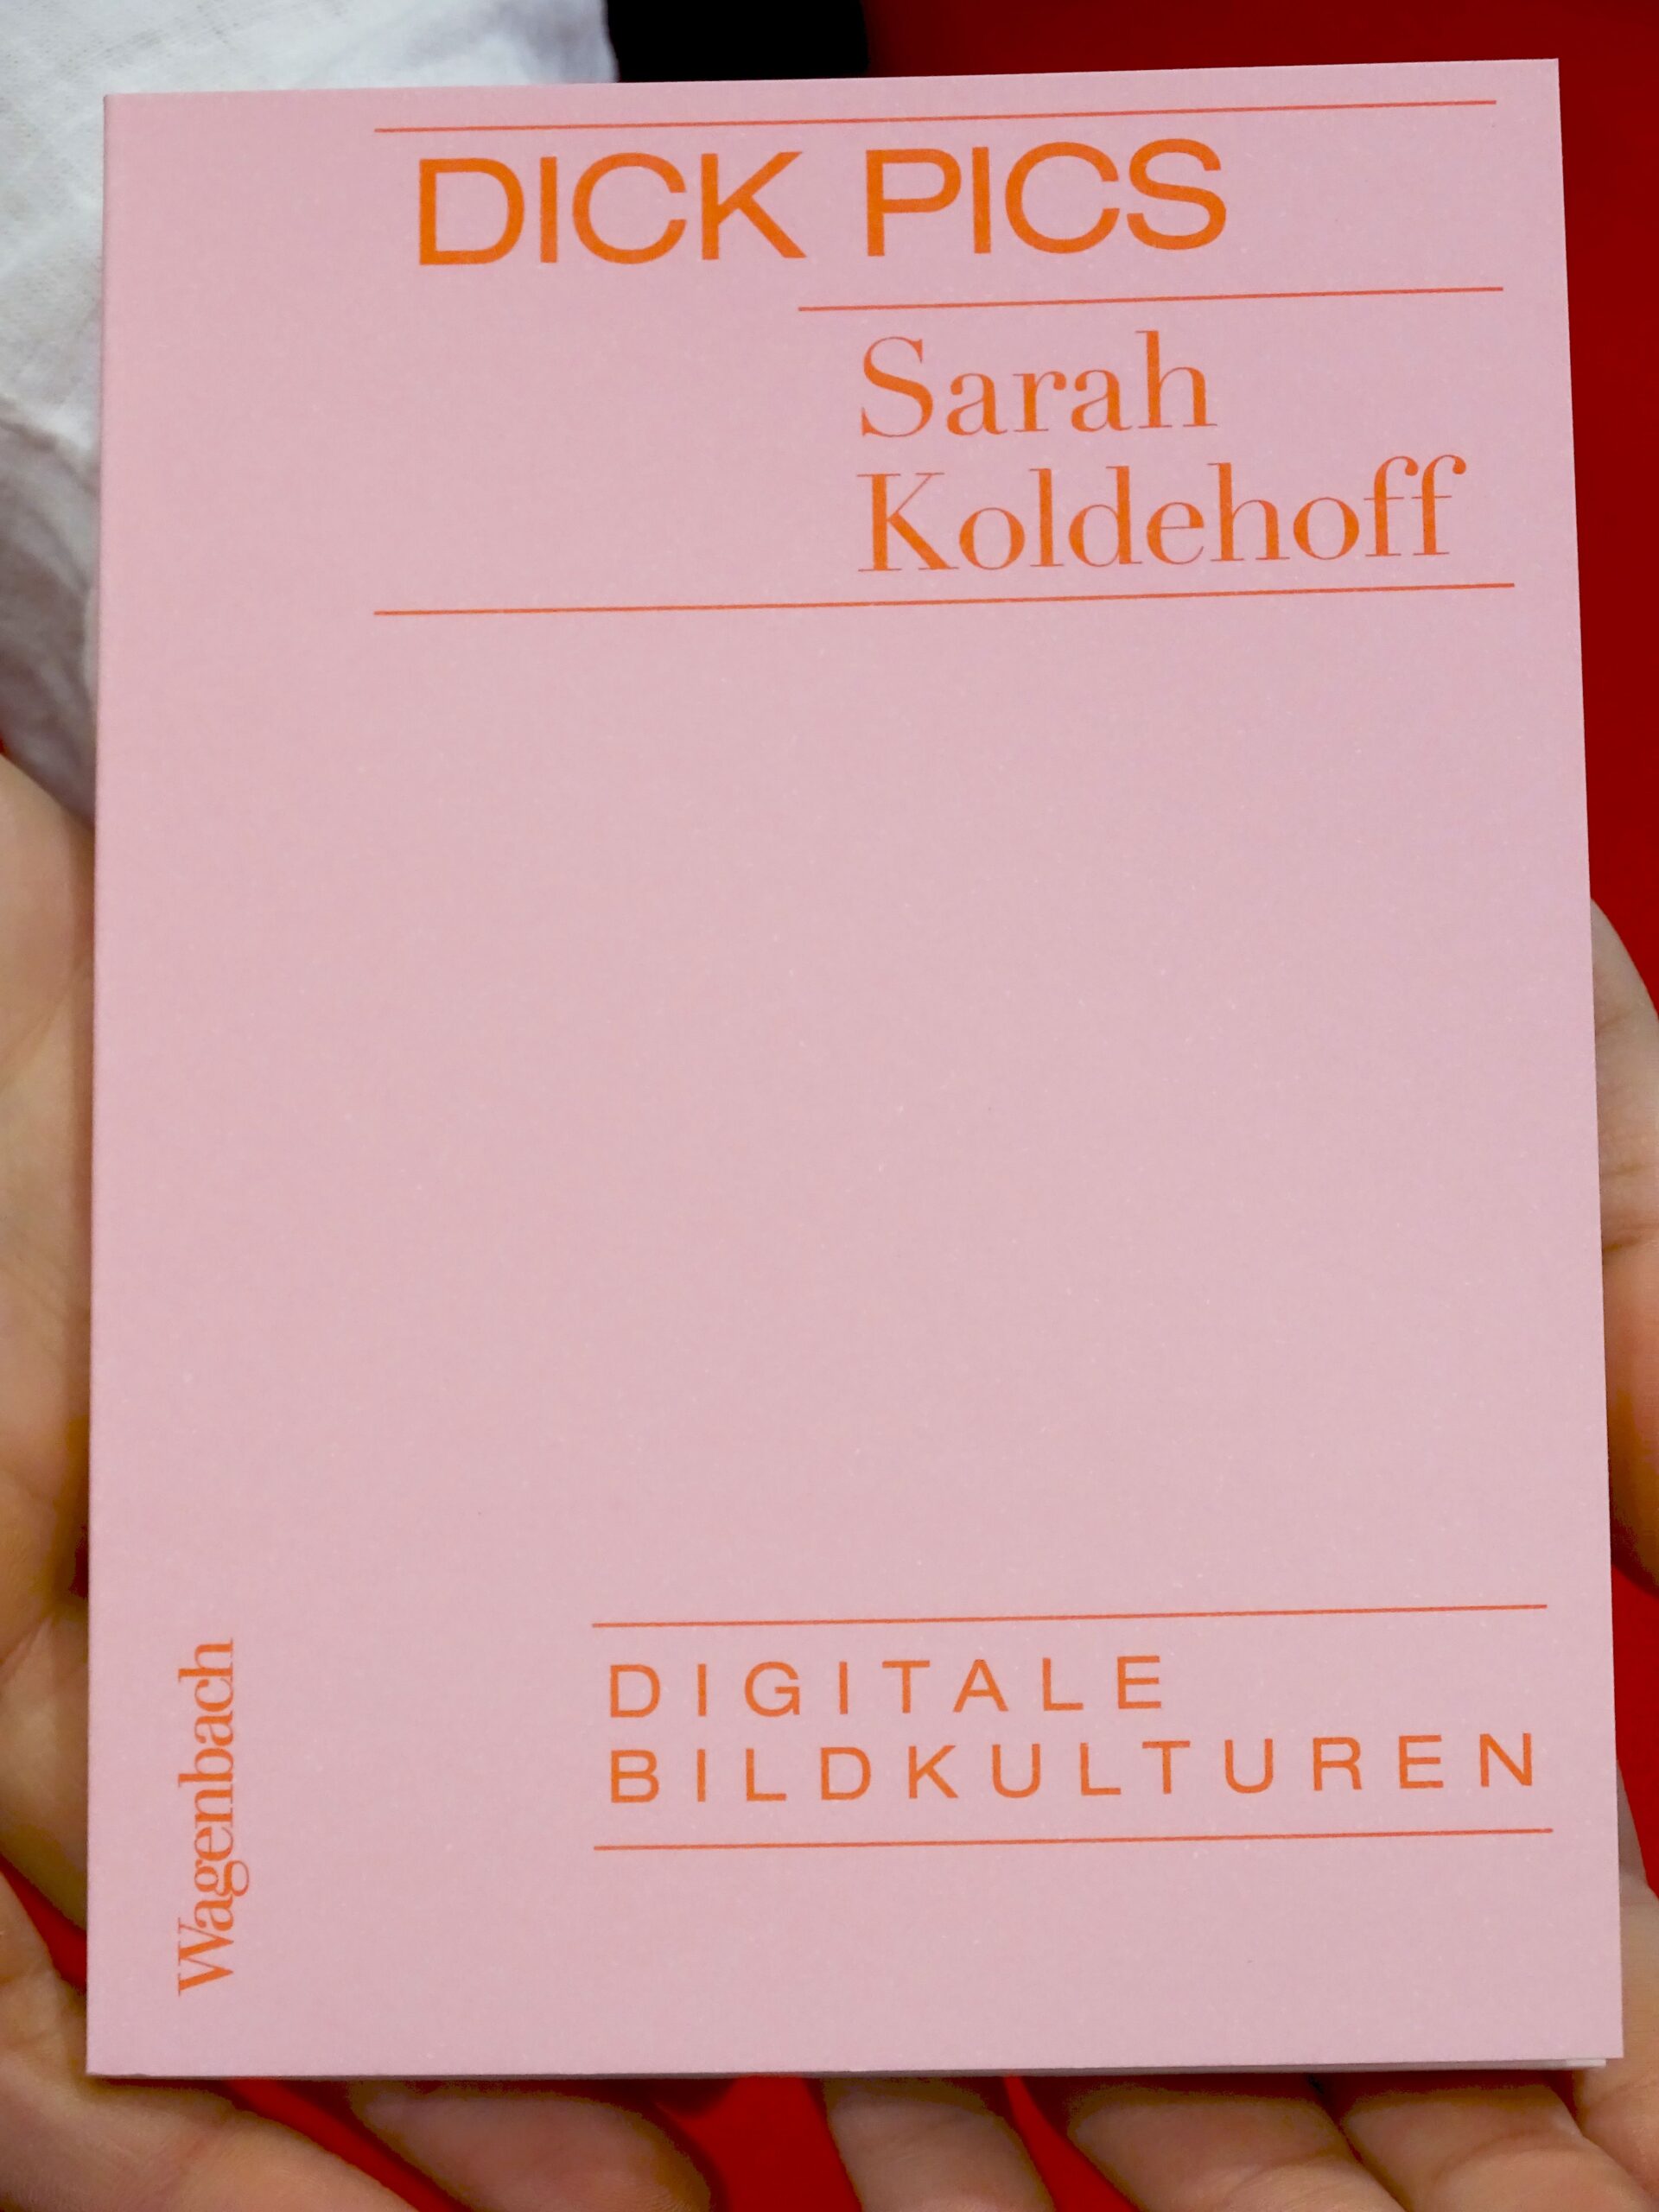 DICK PICS
Sarah
Koldehoff
DIGITALE
BILDKULTUREN
Wagenbach